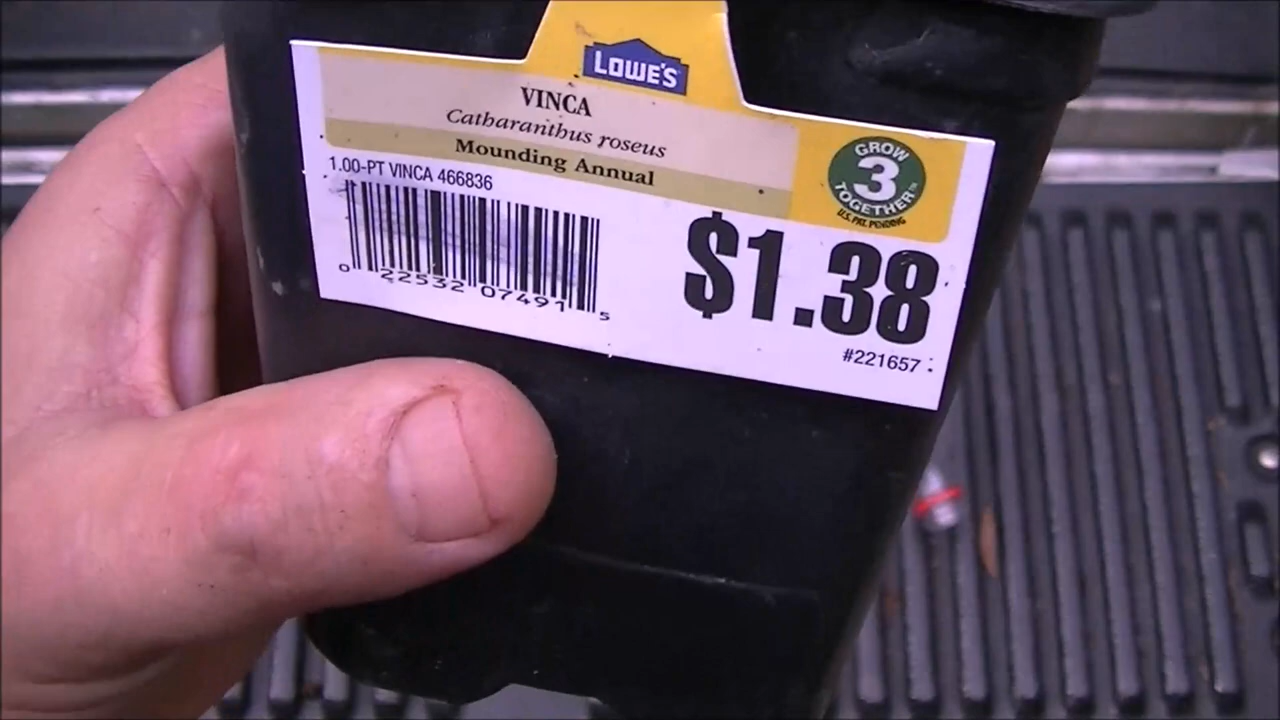 LOWE'S
VINCA
Catharanthus roseus
Mounding Annual
GROW
3
TOGETHER™
U.S. PAT. PENDING
1.00-PT VINCA 466836
0 22532 07491 5
$1.38
#221657